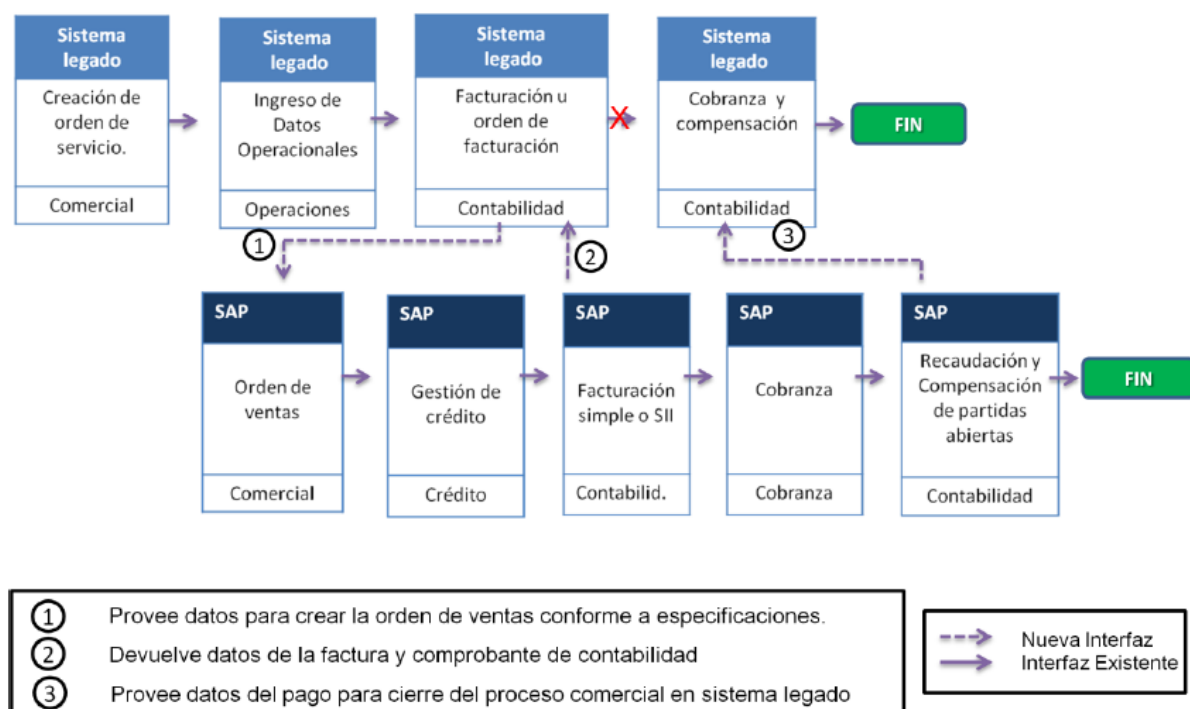 Sistema
legado
Creación de
orden de
servicio.
Comercial
Sistema
legado
Ingreso de
Datos
Operacionales
Operaciones
Sistema
legado
Facturación u
orden de
facturación
Contabilidad
X
Sistema
legado
Cobranza y
compensación
Contabilidad
FIN
1
2
3
SAP
Orden de
ventas
Comercial
SAP
Gestión de
crédito
Crédito
SAP
Facturación
simple o SII
Contabilid.
SAP
Cobranza
Cobranza
SAP
Recaudación y
Compensación
de partidas
abiertas
Contabilidad
FIN
1 Provee datos para crear la orden de ventas conforme a especificaciones.
2 Devuelve datos de la factura y comprobante de contabilidad
3 Provee datos del pago para cierre del proceso comercial en sistema legado
Nueva Interfaz
Interfaz Existente